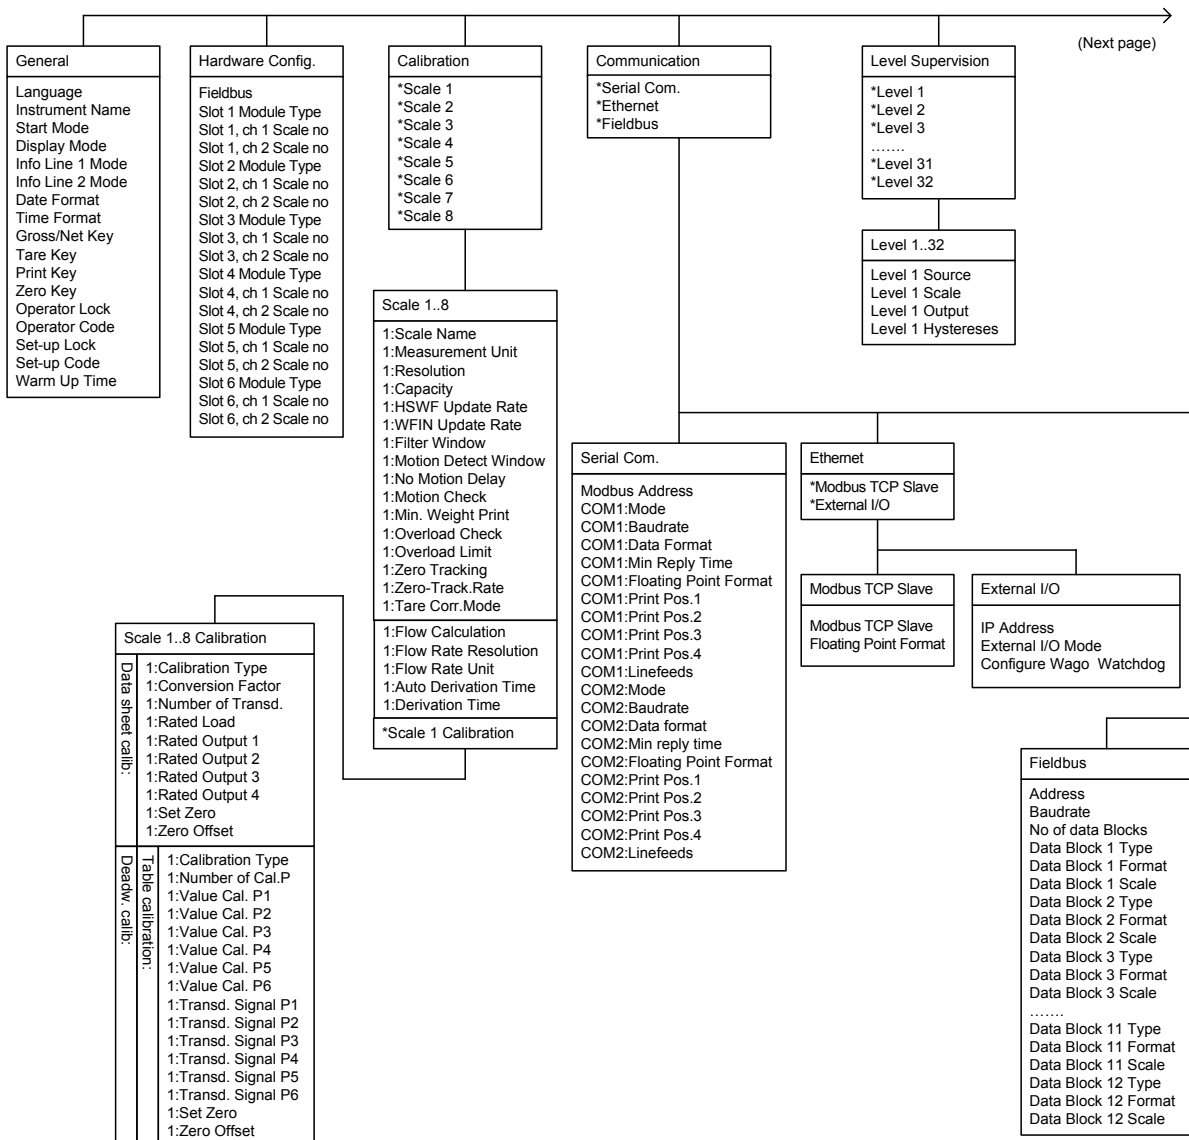 (Next page)
General
Language
Instrument Name
Start Mode
Display Mode
Info Line 1 Mode
Info Line 2 Mode
Date Format
Time Format
Gross/Net Key
Tare Key
Print Key
Zero Key
Operator Lock
Operator Code
Set-up Lock
Set-up Code
Warm Up Time
Hardware Config.
Fieldbus
Slot 1 Module Type
Slot 1, ch 1 Scale no
Slot 1, ch 2 Scale no
Slot 2 Module Type
Slot 2, ch 1 Scale no
Slot 2, ch 2 Scale no
Slot 3 Module Type
Slot 3, ch 1 Scale no
Slot 3, ch 2 Scale no
Slot 4 Module Type
Slot 4, ch 1 Scale no
Slot 4, ch 2 Scale no
Slot 5 Module Type
Slot 5, ch 1 Scale no
Slot 5, ch 2 Scale no
Slot 6 Module Type
Slot 6, ch 1 Scale no
Slot 6, ch 2 Scale no
Calibration
*Scale 1
*Scale 2
*Scale 3
*Scale 4
*Scale 5
*Scale 6
*Scale 7
*Scale 8
Scale 1..8
1:Scale Name
1:Measurement Unit
1:Resolution
1:Capacity
1:HSWF Update Rate
1:WFIN Update Rate
1:Filter Window
1:Motion Detect Window
1:No Motion Delay
1:Motion Check
1:Min. Weight Print
1:Overload Check
1:Overload Limit
1:Zero Tracking
1:Zero-Track.Rate
1:Tare Corr.Mode
1:Flow Calculation
1:Flow Rate Resolution
1:Flow Rate Unit
1:Auto Derivation Time
1:Derivation Time
*Scale 1 Calibration
Scale 1..8 Calibration
Data sheet calib:
1:Calibration Type
1:Conversion Factor
1:Number of Transd.
1:Rated Load
1:Rated Output 1
1:Rated Output 2
1:Rated Output 3
1:Rated Output 4
1:Set Zero
1:Zero Offset
Deadw. calib:
Table calibration:
1:Calibration Type
1:Number of Cal.P
1:Value Cal. P1
1:Value Cal. P2
1:Value Cal. P3
1:Value Cal. P4
1:Value Cal. P5
1:Value Cal. P6
1:Transd. Signal P1
1:Transd. Signal P2
1:Transd. Signal P3
1:Transd. Signal P4
1:Transd. Signal P5
1:Transd. Signal P6
1:Set Zero
1:Zero Offset
Communication
*Serial Com.
*Ethernet
*Fieldbus
Serial Com.
Modbus Address
COM1:Mode
COM1:Baudrate
COM1:Data Format
COM1:Min Reply Time
COM1:Floating Point Format
COM1:Print Pos.1
COM1:Print Pos.2
COM1:Print Pos.3
COM1:Print Pos.4
COM1:Linefeeds
COM2:Mode
COM2:Baudrate
COM2:Data format
COM2:Min reply time
COM2:Floating Point Format
COM2:Print Pos.1
COM2:Print Pos.2
COM2:Print Pos.3
COM2:Print Pos.4
COM2:Linefeeds
Ethernet
*Modbus TCP Slave
*External I/O
Modbus TCP Slave
Modbus TCP Slave
Floating Point Format
External I/O
IP Address
External I/O Mode
Configure Wago Watchdog
Fieldbus
Address
Baudrate
No of data Blocks
Data Block 1 Type
Data Block 1 Format
Data Block 1 Scale
Data Block 2 Type
Data Block 2 Format
Data Block 2 Scale
Data Block 3 Type
Data Block 3 Format
Data Block 3 Scale
.......
Data Block 11 Type
Data Block 11 Format
Data Block 11 Scale
Data Block 12 Type
Data Block 12 Format
Data Block 12 Scale
Level Supervision
*Level 1
*Level 2
*Level 3
.......
*Level 31
*Level 32
Level 1..32
Level 1 Source
Level 1 Scale
Level 1 Output
Level 1 Hystereses